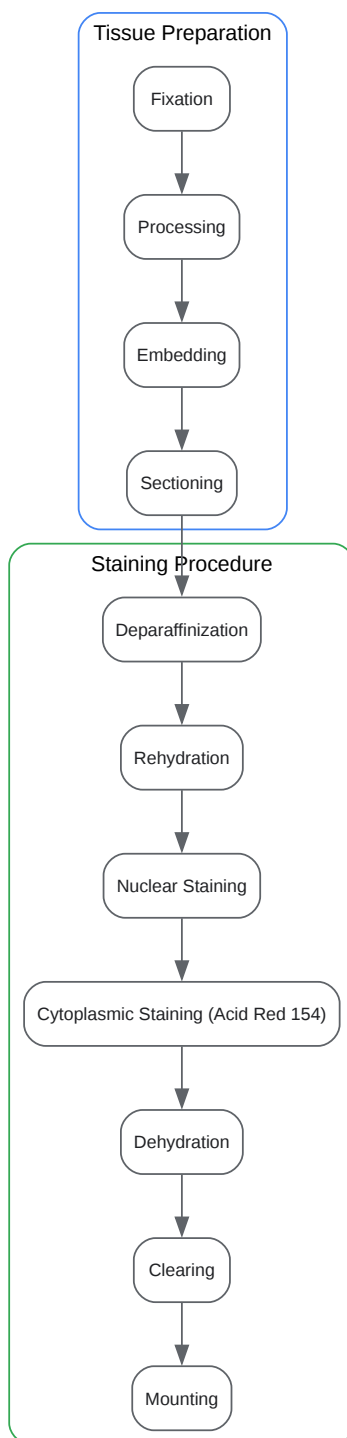 Tissue Preparation
Fixation
Processing
Embedding
Sectioning
Staining Procedure
Deparaffinization
Rehydration
Nuclear Staining
Cytoplasmic Staining (Acid Red 154)
Dehydration
Clearing
Mounting